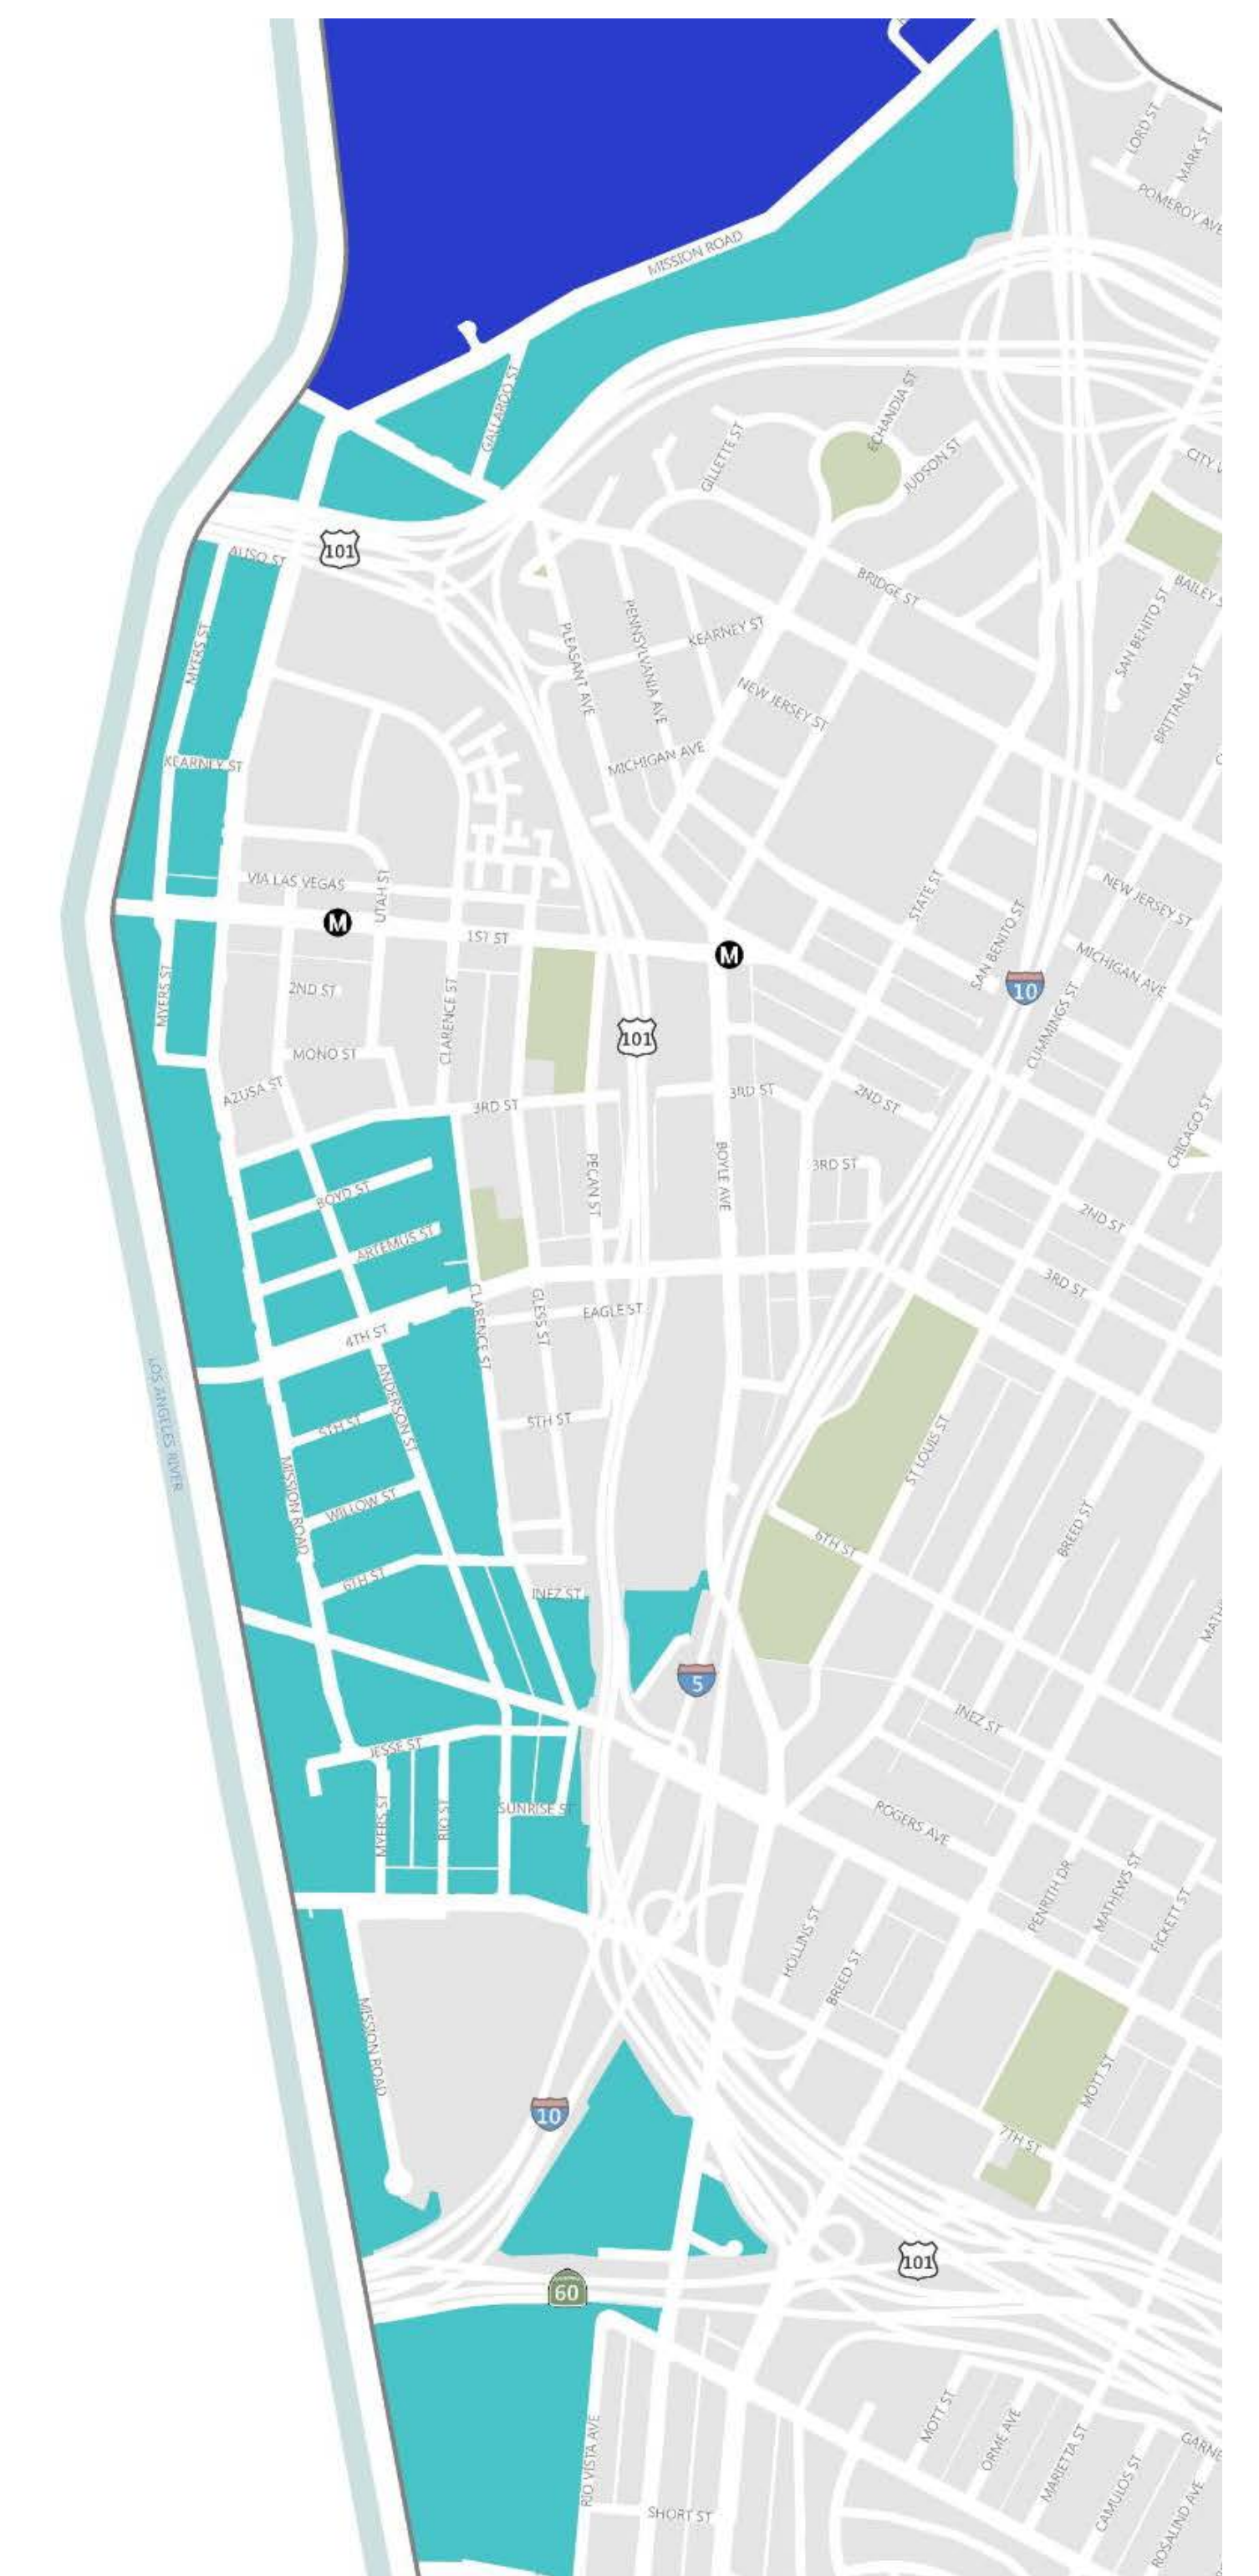 LORD ST
MARK ST
POMEROY AVE
MISSION ROAD
GALLARDO ST
ECHANDIA ST
GILLETTE ST
JUDSON ST
CITY
101
ALISO ST
BRIDGE ST
BAILEY
MYERS ST
PLEASANT AVE
PENNSYLVANIA AVE
KEARNEY ST
SAN BENITO ST
BRITTANIA ST
NEW JERSEY ST
KEARNEY ST
MICHIGAN AVE
VIA LAS VEGAS
UTAH ST
STATE ST
NEW JERSEY ST
M
1ST ST
M
SAN BENITO ST
MICHIGAN AVE
MYERS ST
2ND ST
CLARENCE ST
10
101
CUMMINGS ST
MONO ST
AZUSA ST
3RD ST
3RD ST
2ND ST
CHICAGO ST
PECAN ST
BOYLE AVE
3RD ST
BOYD ST
2ND ST
ARTEMUS ST
3RD ST
CLARENCE ST
GLESS ST
EAGLE ST
4TH ST
LOS ANGELES RIVER
ANDERSON ST
5TH ST
5TH ST
ST LOUIS ST
MISSION ROAD
WILLOW ST
6TH ST
BREED ST
6TH ST
INEZ ST
5
INEZ ST
JESSE ST
MYERS ST
RIO ST
SUNRISE ST
ROGERS AVE
PENRITH DR
MATHEWS ST
FICKETT ST
HOLLINS ST
BREED ST
MISSION ROAD
MOTT ST
10
7TH ST
101
60
MOTT ST
ORME AVE
MARIETTA ST
CAMULOS ST
ROSALIND AVE
RIO VISTA AVE
SHORT ST